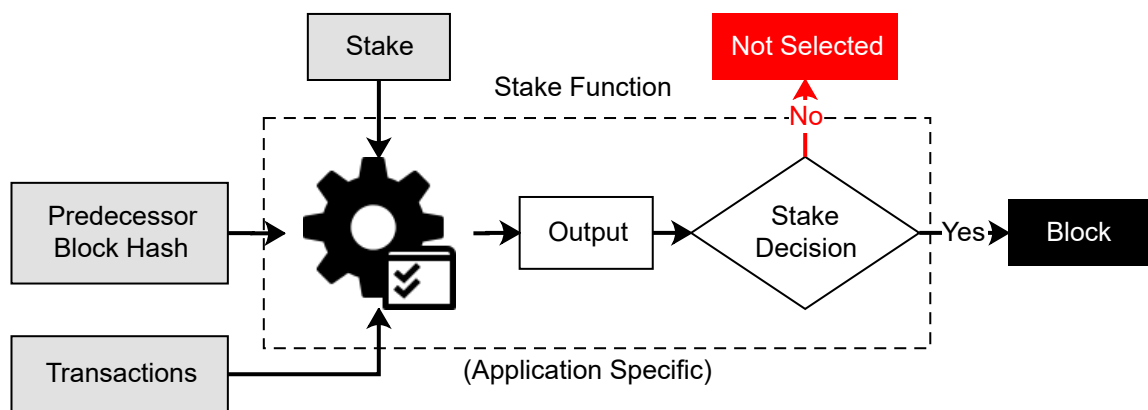 Stake
Not Selected
Stake Function
No
Predecessor
Block Hash
Output
Stake
Decision
Yes
Block
Transactions
(Application Specific)